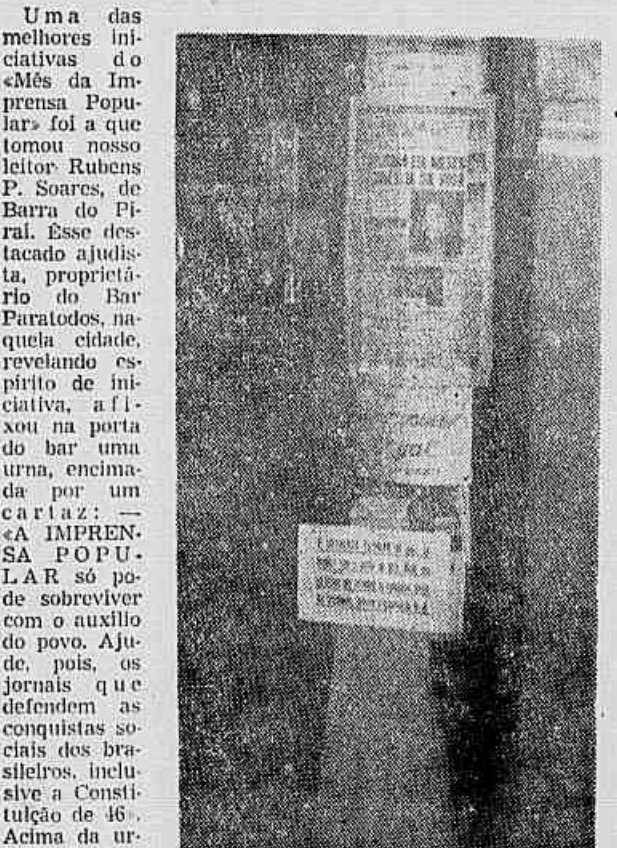 Uma das
melhores ini-
ciativas do
«Mês da Im-
prensa Popu-
lar» foi a que
tomou nosso
leitor Rubens
P. Soares, de
Barra do Pi-
raí. Êsse des-
tacado ajudis-
ta, proprietá-
rio do Bar
Paratodos, na-
quela cidade,
revelando es-
pírito de ini-
ciativa, afi-
xou na porta
do bar uma
urna, encima-
da por um
cartaz: —
«A IMPREN-
SA POPU-
LAR só po-
de sobreviver
com o auxilio
do povo. Aju-
de, pois, os
jornais que
defendem as
conquistas so-
ciais dos bra-
sileiros, inclu-
sive a Consti-
tuição de 46».
Acima da ur-